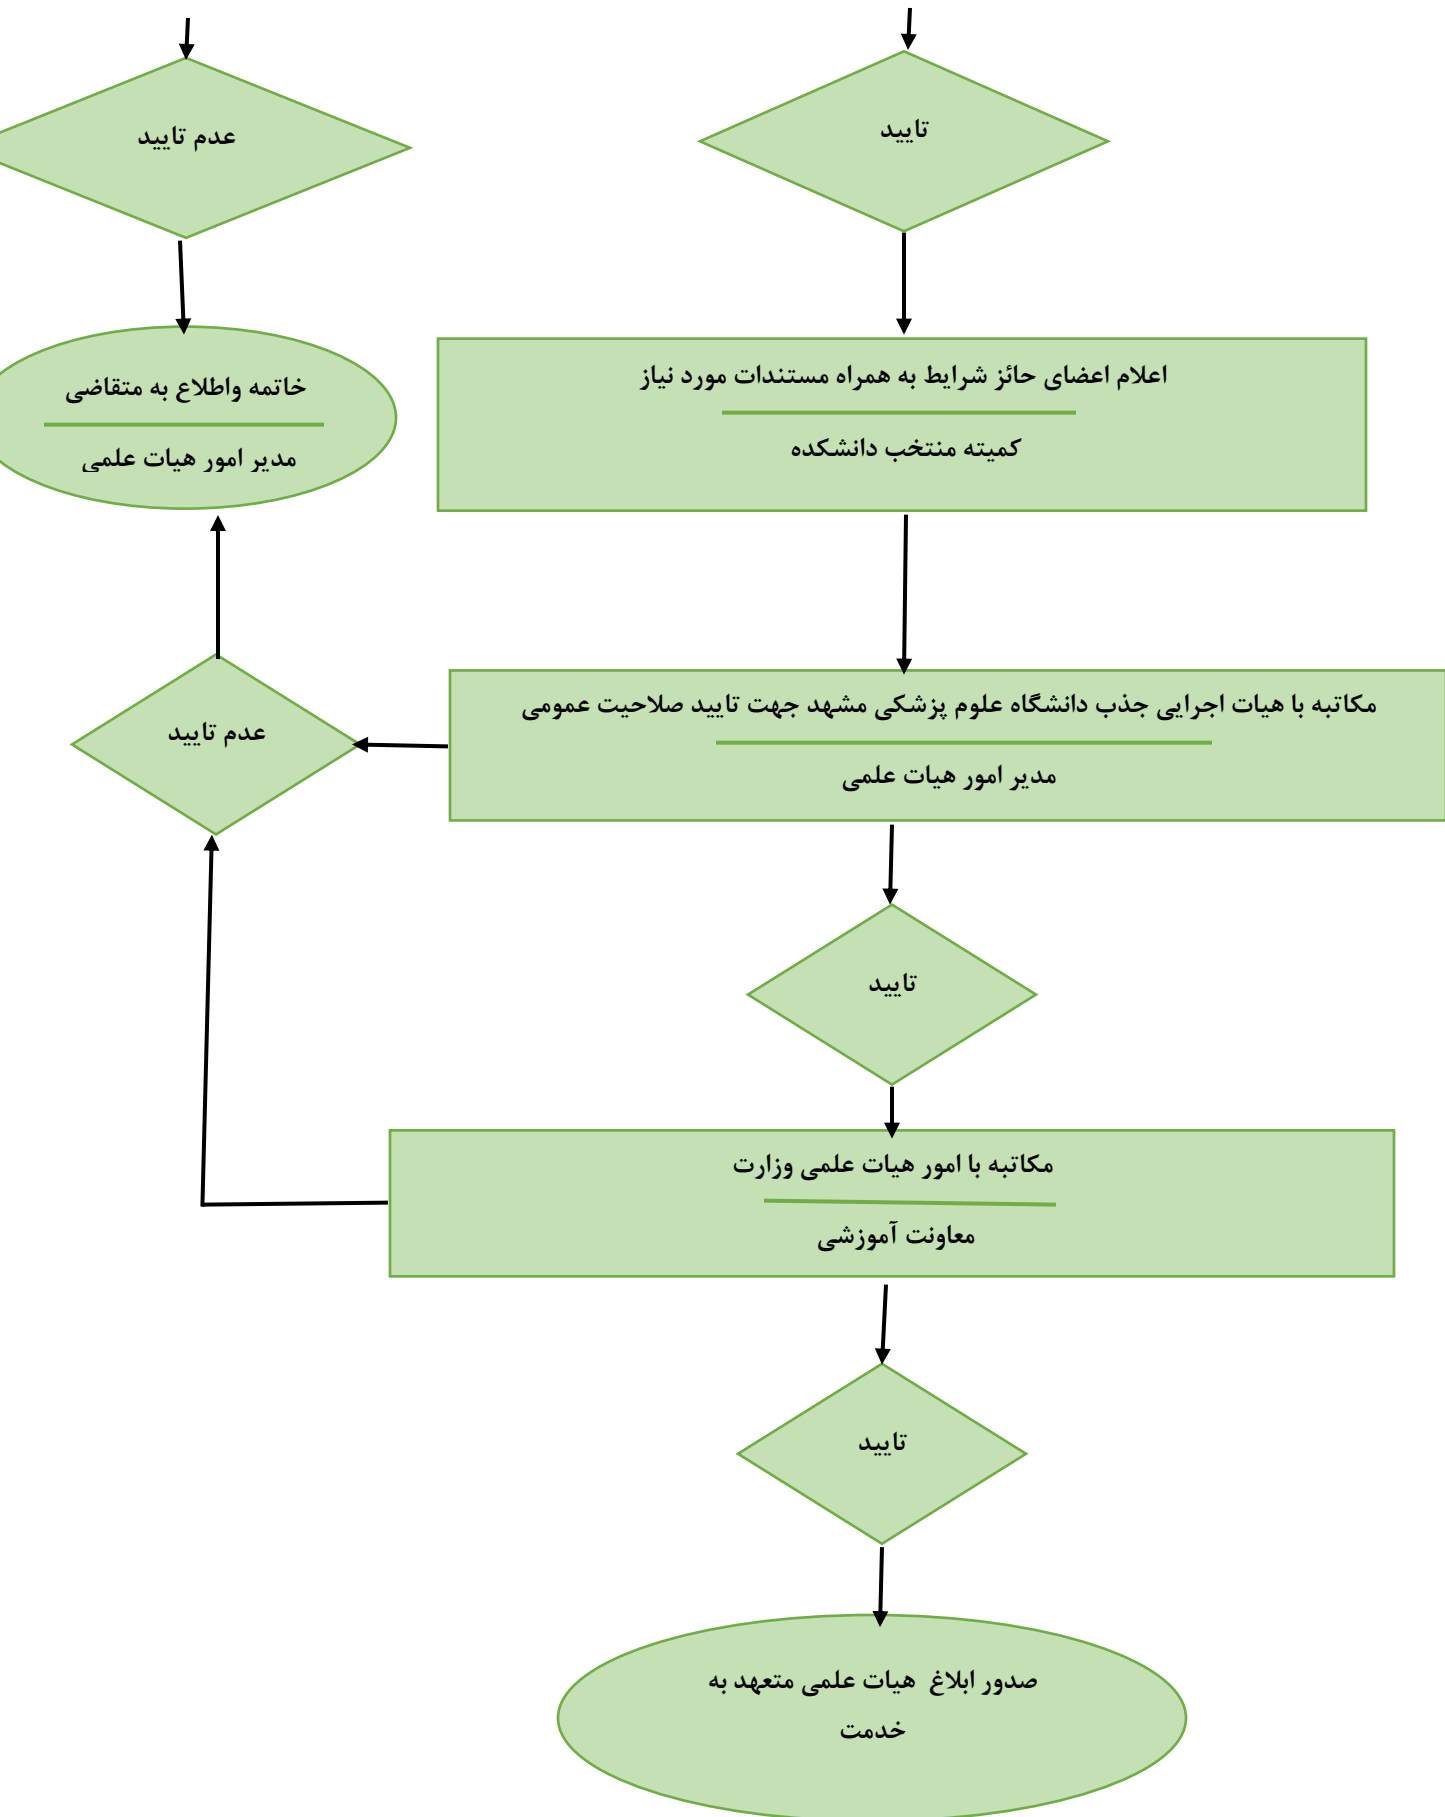 تایید
عدم تایید
اعلام اعضای حائز شرایط به همراه مستندات مورد نیاز
کمیته منتخب دانشکده
خاتمه واطلاع به متقاضی
مدیر امور هیات علمی
مکاتبه با هیات اجرایی جذب دانشگاه علوم پزشکی مشهد جهت تایید صلاحیت عمومی
مدیر امور هیات علمی
عدم تایید
تایید
مکاتبه با امور هیات علمی وزارت
معاونت آموزشی
تایید
صدور ابلاغ هیات علمی متعهد به
خدمت